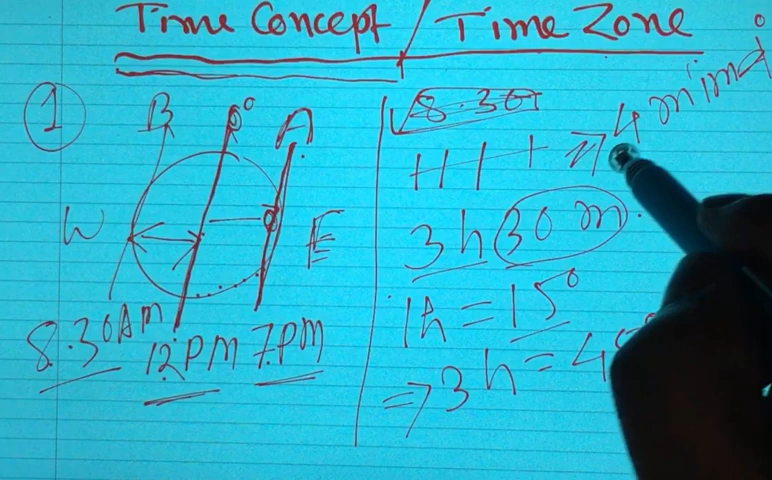 Time Concept / Time Zone
1
B 0° A
W E
8.30AM 12PM 7PM
8.30
4 min
3h 30m
1h = 15°
⇒ 3h = 4